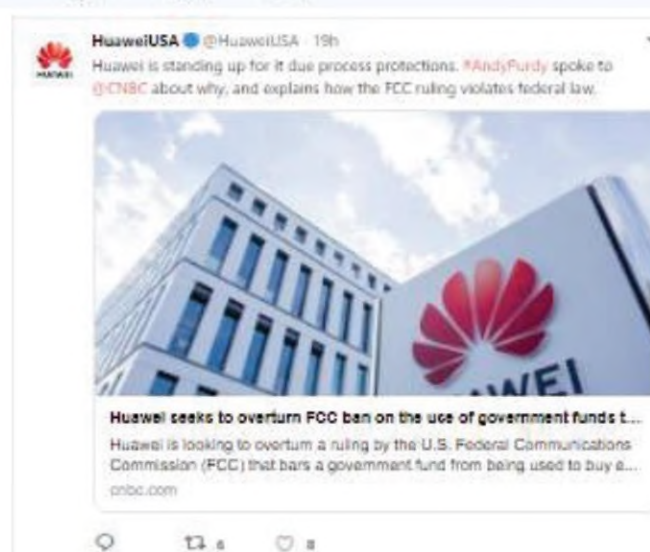 HUAWEI
HuaweiUSA @HuaweiUSA · 19h
Huawei is standing up for it due process protections. #AndyPurdy spoke to
@CNBC about why, and explains how the FCC ruling violates federal law.
WEI
Huawei seeks to overturn FCC ban on the use of government funds t...
Huawei is looking to overturn a ruling by the U.S. Federal Communications
Commission (FCC) that bars a government fund from being used to buy e...
cnbc.com
6 8